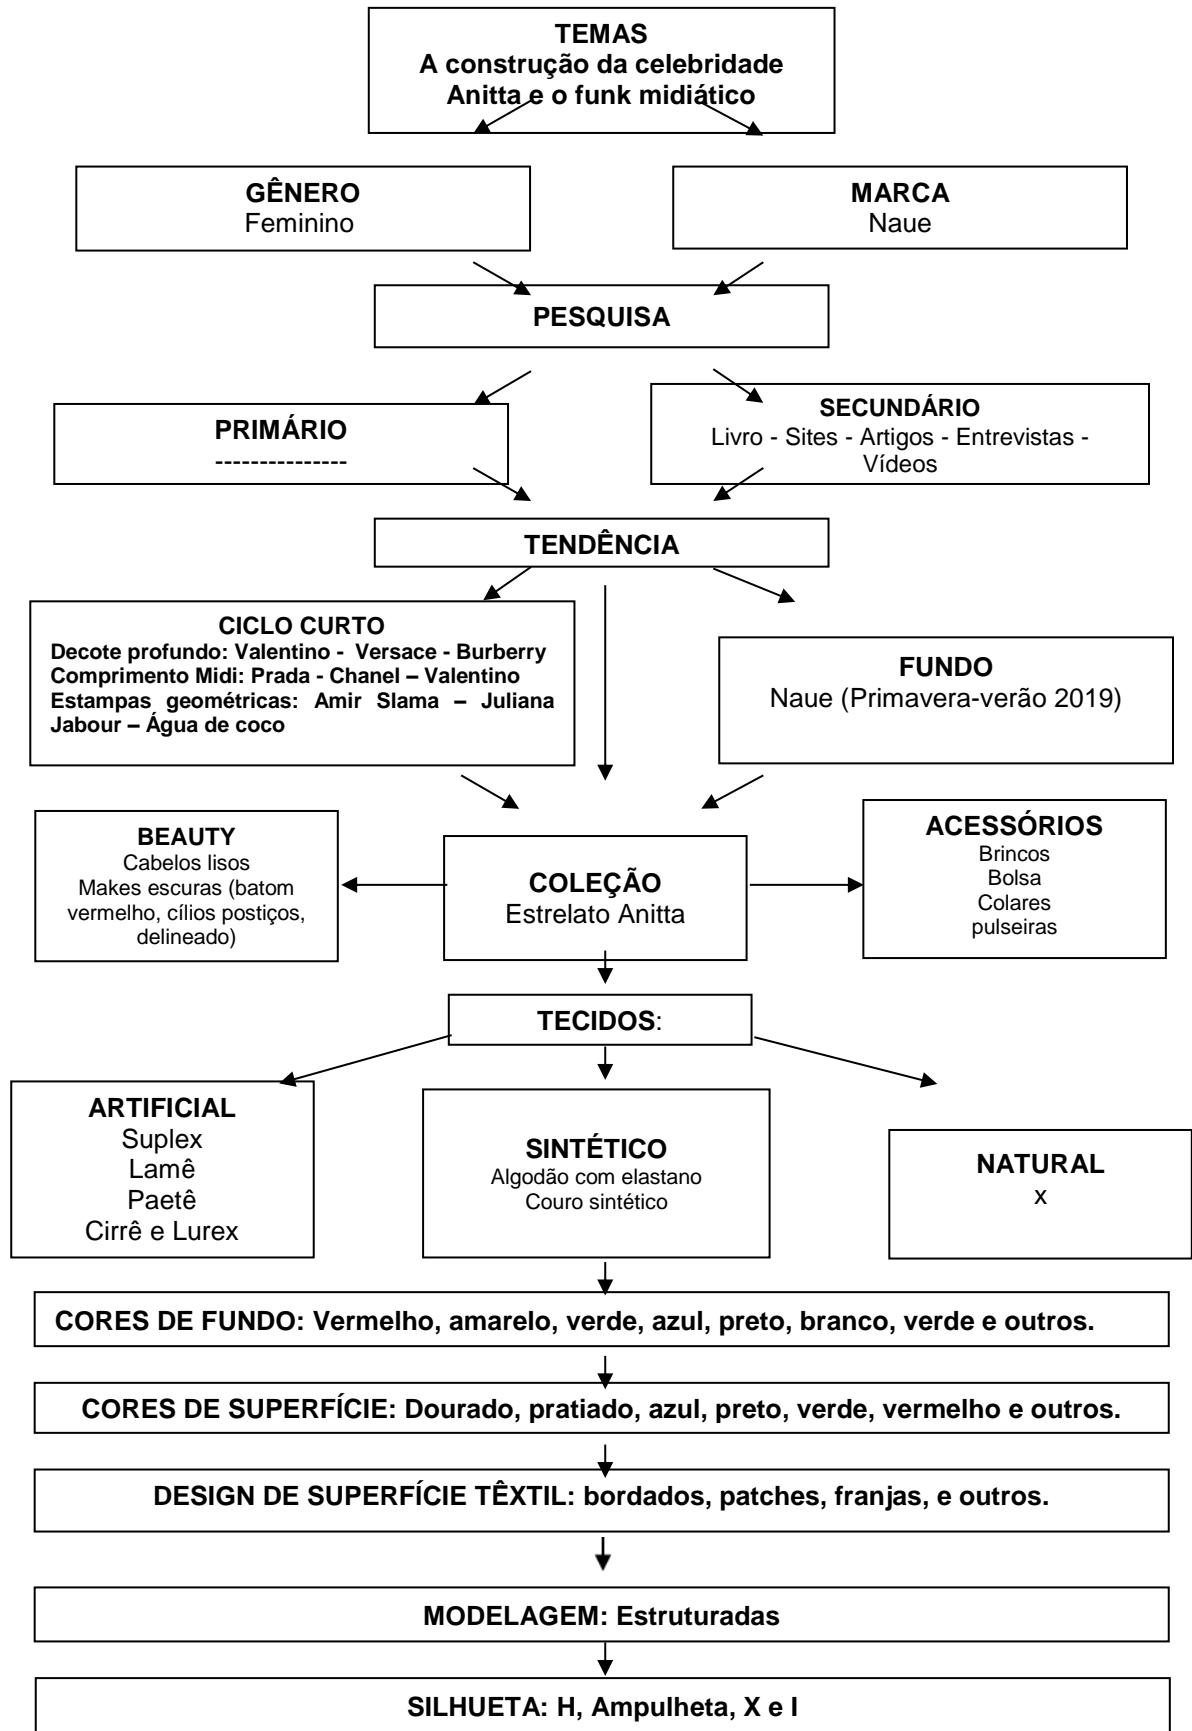 TEMAS
A construção da celebridade
Anitta e o funk midiático
GÊNERO
Feminino
MARCA
Naue
PESQUISA
PRIMÁRIO
---------------
SECUNDÁRIO
Livro - Sites - Artigos - Entrevistas -
Vídeos
TENDÊNCIA
CICLO CURTO
Decote profundo: Valentino - Versace - Burberry
Comprimento Midi: Prada - Chanel – Valentino
Estampas geométricas: Amir Slama – Juliana
Jabour – Água de coco
FUNDO
Naue (Primavera-verão 2019)
BEAUTY
Cabelos lisos
Makes escuras (batom
vermelho, cílios postiços,
delineado)
COLEÇÃO
Estrelato Anitta
ACESSÓRIOS
Brincos
Bolsa
Colares
pulseiras
TECIDOS:
ARTIFICIAL
Suplex
Lamê
Paetê
Cirrê e Lurex
SINTÉTICO
Algodão com elastano
Couro sintético
NATURAL
x
CORES DE FUNDO: Vermelho, amarelo, verde, azul, preto, branco, verde e outros.
CORES DE SUPERFÍCIE: Dourado, pratiado, azul, preto, verde, vermelho e outros.
DESIGN DE SUPERFÍCIE TÊXTIL: bordados, patches, franjas, e outros.
MODELAGEM: Estruturadas
SILHUETA: H, Ampulheta, X e I